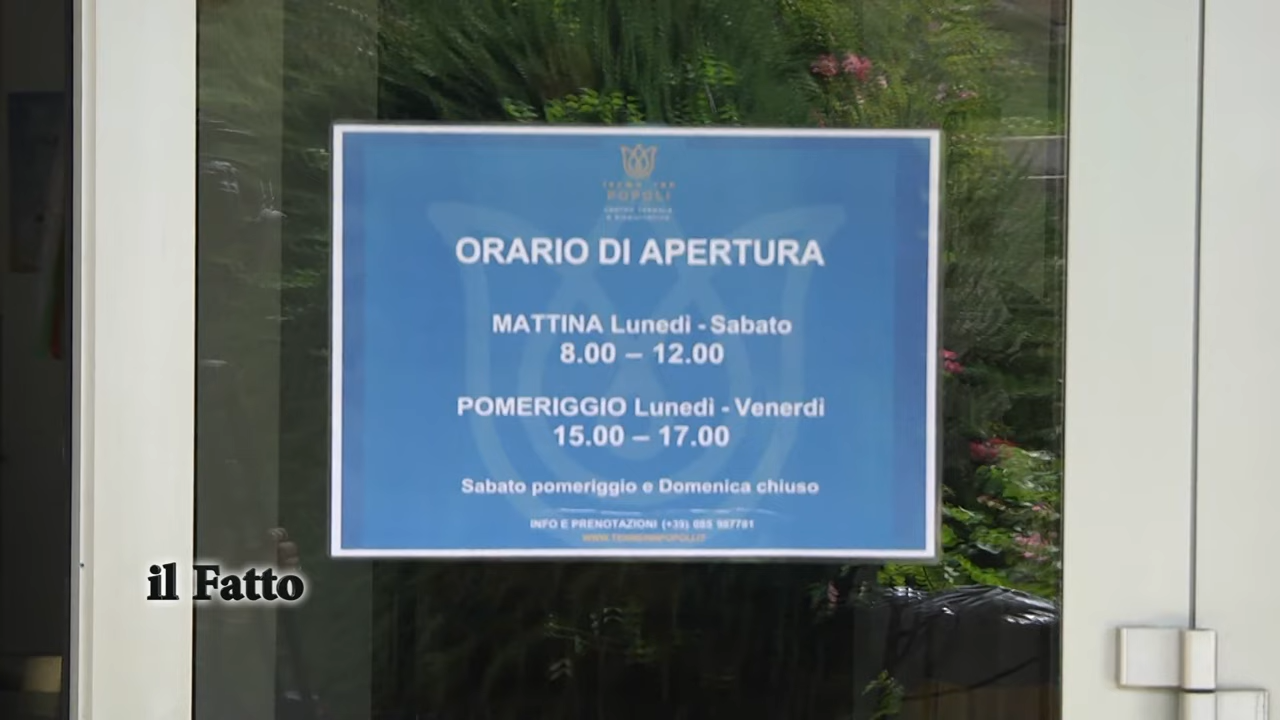 POPOLI
ORARIO DI APERTURA
MATTINA Lunedì - Sabato
8.00 – 12.00
POMERIGGIO Lunedì - Venerdì
15.00 – 17.00
Sabato pomeriggio e Domenica chiuso
INFO E PRENOTAZIONI (+39) 085
il Fatto